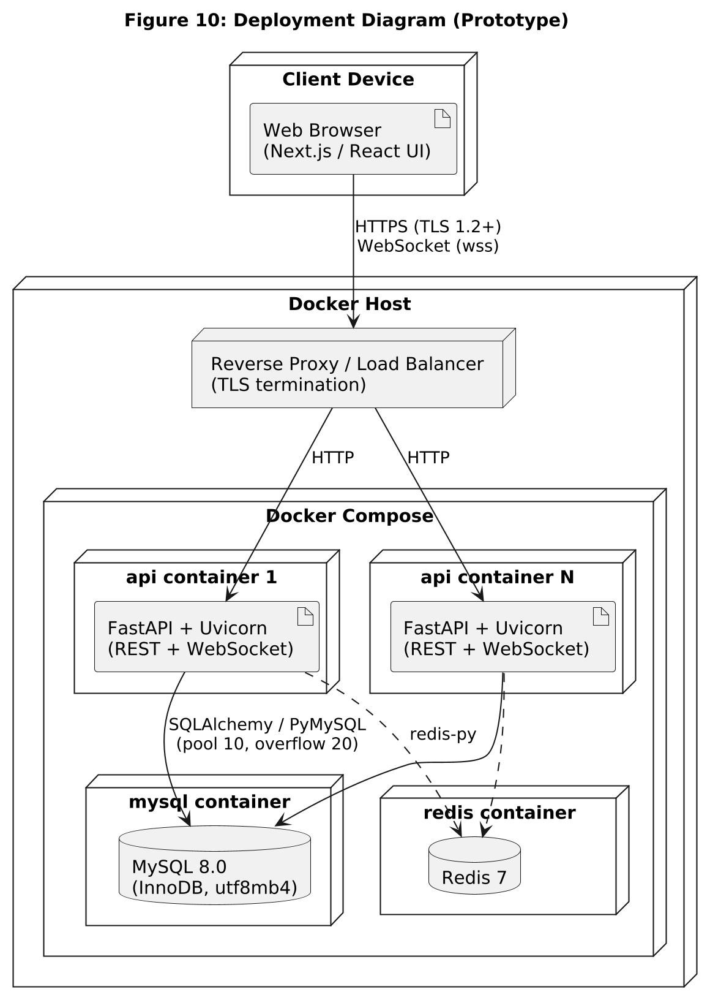 Figure 10: Deployment Diagram (Prototype)
Client Device
Web Browser
(Next.js / React UI)
HTTPS (TLS 1.2+)
WebSocket (wss)
Docker Host
Reverse Proxy / Load Balancer
(TLS termination)
HTTP
HTTP
Docker Compose
api container 1
FastAPI + Uvicorn
(REST + WebSocket)
api container N
FastAPI + Uvicorn
(REST + WebSocket)
SQLAlchemy / PyMySQL
(pool 10, overflow 20)
redis-py
mysql container
MySQL 8.0
(InnoDB, utf8mb4)
redis container
Redis 7